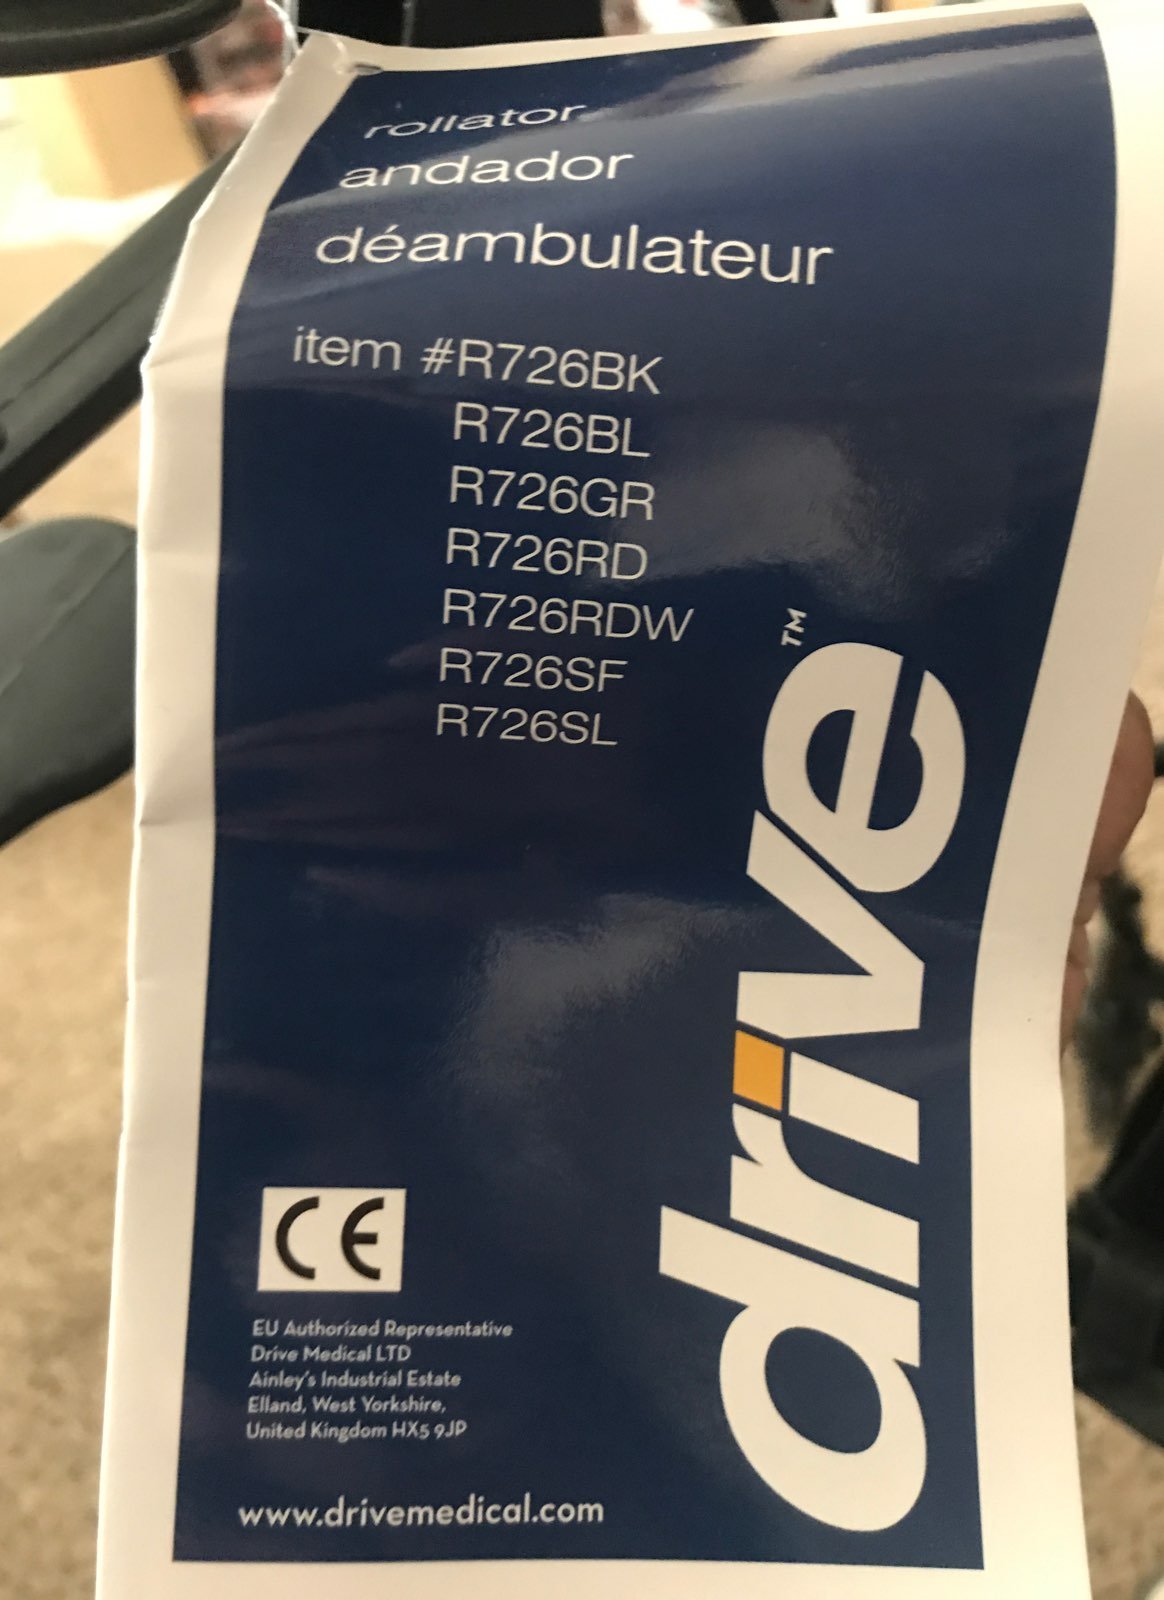 rollator
andador
déambulateur
item #R726BK
R726BL
R726GR
R726RD
R726RDW
R726SF
R726SL
drive™
CE
EU Authorized Representative
Drive Medical LTD
Ainley's Industrial Estate
Elland, West Yorkshire,
United Kingdom HX5 9JP
www.drivemedical.com